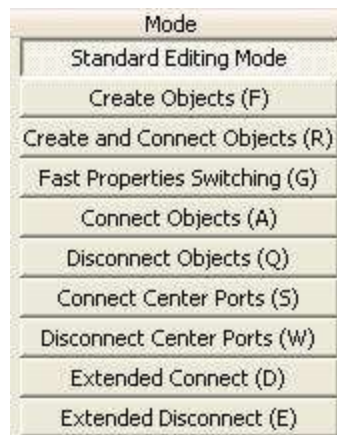 Mode
Standard Editing Mode
Create Objects (F)
Create and Connect Objects (R)
Fast Properties Switching (G)
Connect Objects (A)
Disconnect Objects (Q)
Connect Center Ports (S)
Disconnect Center Ports (W)
Extended Connect (D)
Extended Disconnect (E)